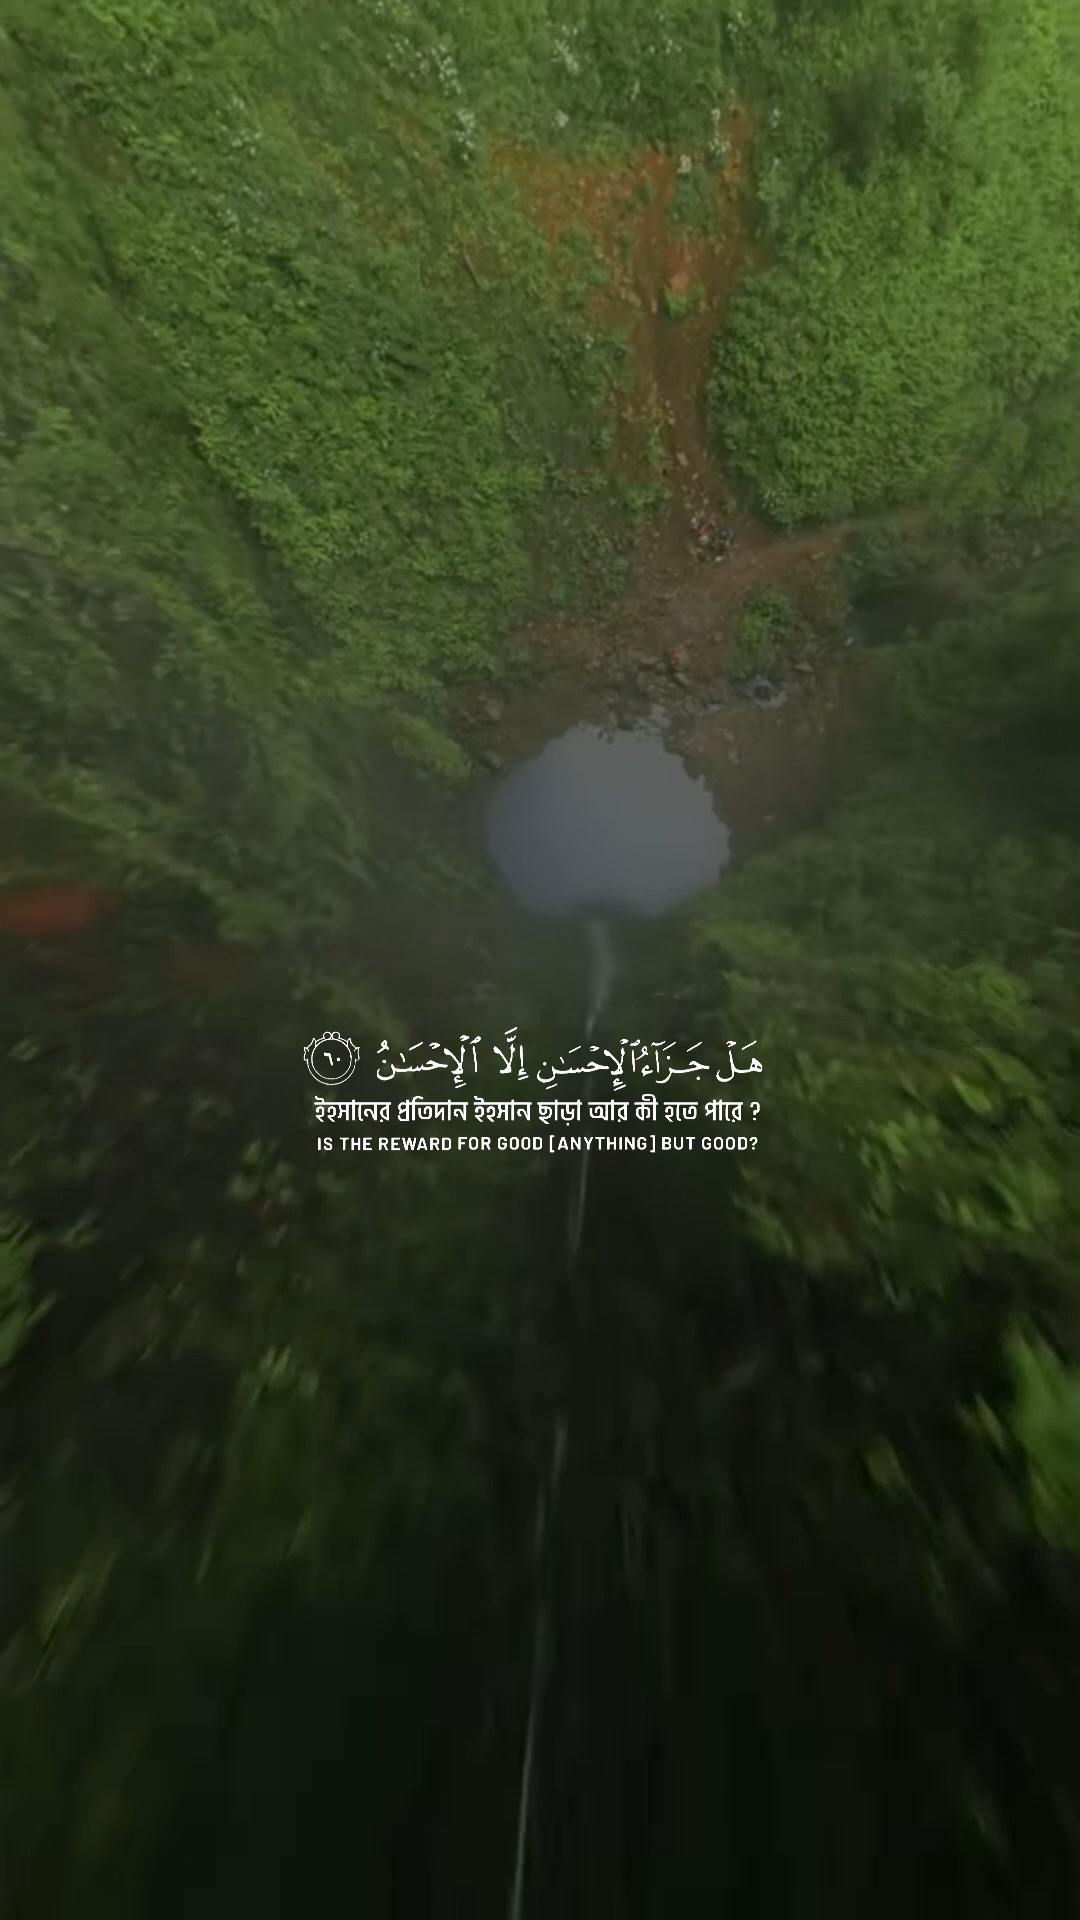 هَلْ جَزَآءُ ٱلْإِحْسَـٰنِ إِلَّا ٱلْإِحْسَـٰنُ ٦٠
ইহসানের প্রতিদান ইহসান ছাড়া আর কী হতে পারে ?
IS THE REWARD FOR GOOD [ANYTHING] BUT GOOD?